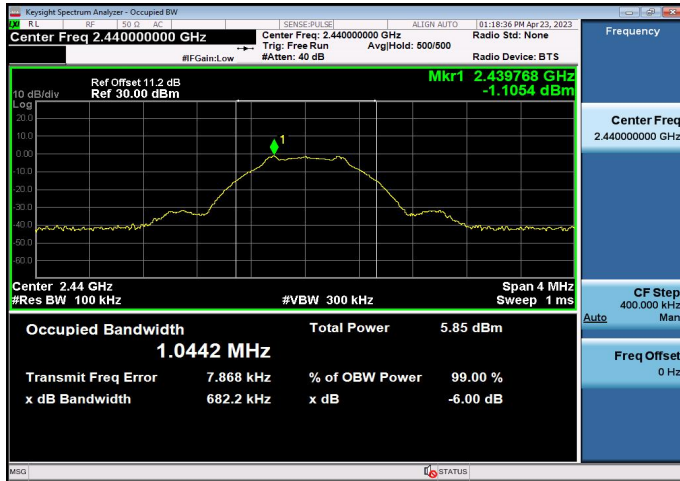 Keysight Spectrum Analyzer - Occupied BW
RL RF 50 Ω AC SENSE:PULSE ALIGN AUTO 01:18:36 PM Apr 23, 2023
Center Freq 2.440000000 GHz
Center Freq: 2.440000000 GHz Radio Std: None
Trig: Free Run Avg|Hold: 500/500
#IFGain:Low #Atten: 40 dB Radio Device: BTS
Mkr1 2.439768 GHz
-1.1054 dBm
Ref Offset 11.2 dB
10 dB/div Ref 30.00 dBm
Log
20.0
10.0
1
0.00
-10.0
-20.0
-30.0
-40.0
-50.0
-60.0
Center 2.44 GHz Span 4 MHz
#Res BW 100 kHz #VBW 300 kHz Sweep 1 ms
Occupied Bandwidth Total Power 5.85 dBm
1.0442 MHz
Transmit Freq Error 7.868 kHz % of OBW Power 99.00 %
x dB Bandwidth 682.2 kHz x dB -6.00 dB
MSG STATUS
Frequency
Center Freq
2.440000000 GHz
CF Step
400.000 kHz
Auto Man
Freq Offset
0 Hz